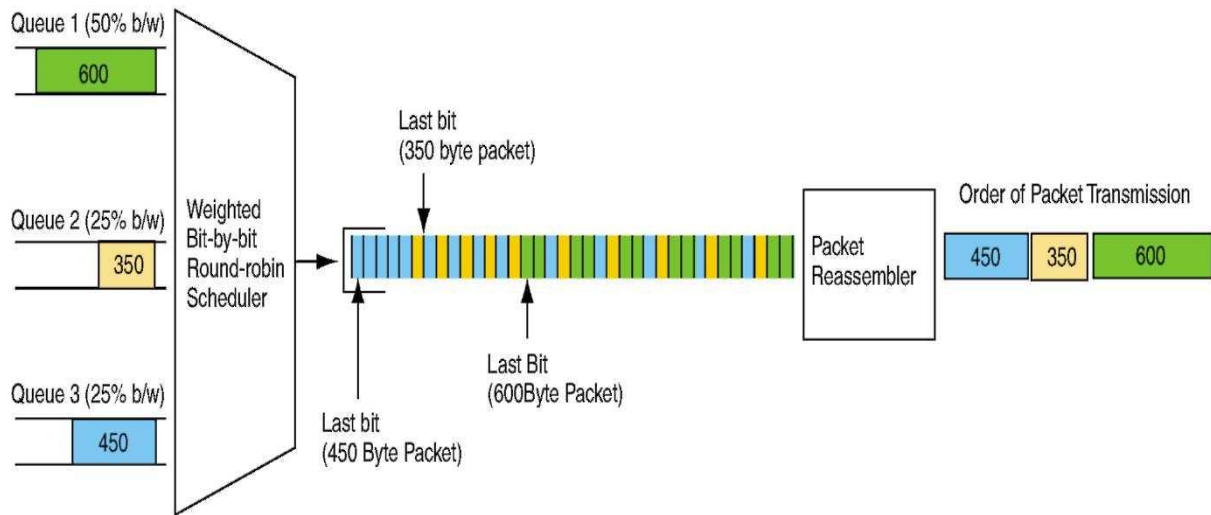 Queue 1 (50% b/w)
600
Queue 2 (25% b/w)
350
Queue 3 (25% b/w)
450
Weighted
Bit-by-bit
Round-robin
Scheduler
Last bit
(350 byte packet)
Last bit
(450 Byte Packet)
Last Bit
(600Byte Packet)
Packet
Reassembler
Order of Packet Transmission
450
350
600